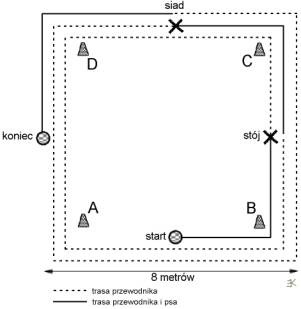 siad
D
C
koniec
stój
A
B
start
8 metrów
trasa przewodnika
trasa przewodnika i psa